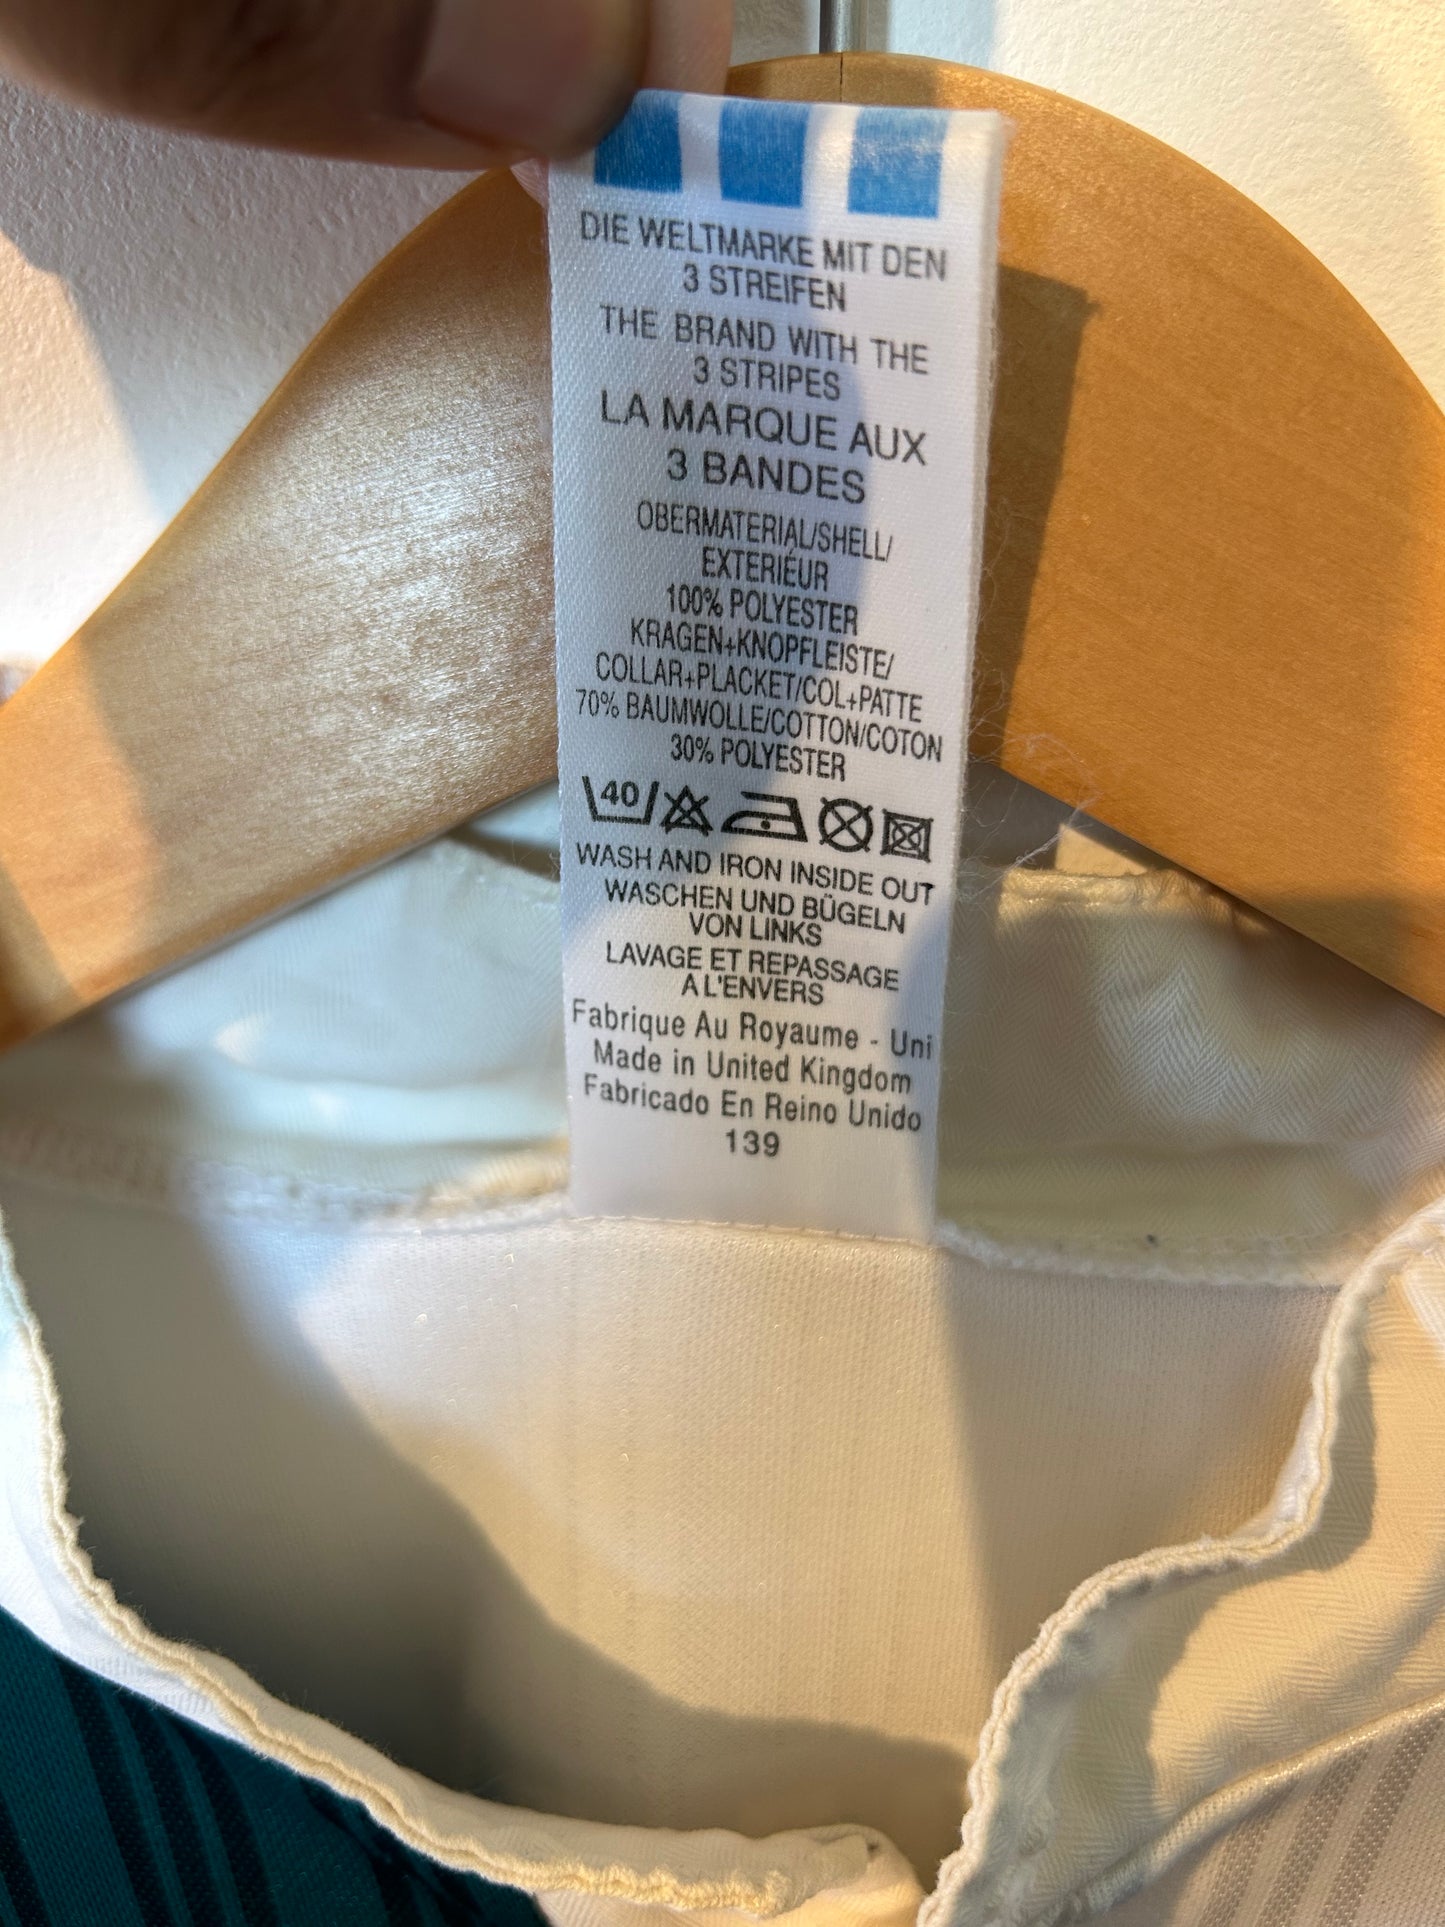 DIE WELTMARKE MIT DEN
3 STREIFEN
THE BRAND WITH THE
3 STRIPES
LA MARQUE AUX
3 BANDES
OBERMATERIAL/SHELL/
EXTERIÉUR
100% POLYESTER
KRAGEN+KNOPFLEISTE/
COLLAR+PLACKET/COL+PATTE
70% BAUMWOLLE/COTTON/COTON
30% POLYESTER
40
WASH AND IRON INSIDE OUT
WASCHEN UND BÜGELN
VON LINKS
LAVAGE ET REPASSAGE
A L'ENVERS
Fabrique Au Royaume - Uni
Made in United Kingdom
Fabricado En Reino Unido
139